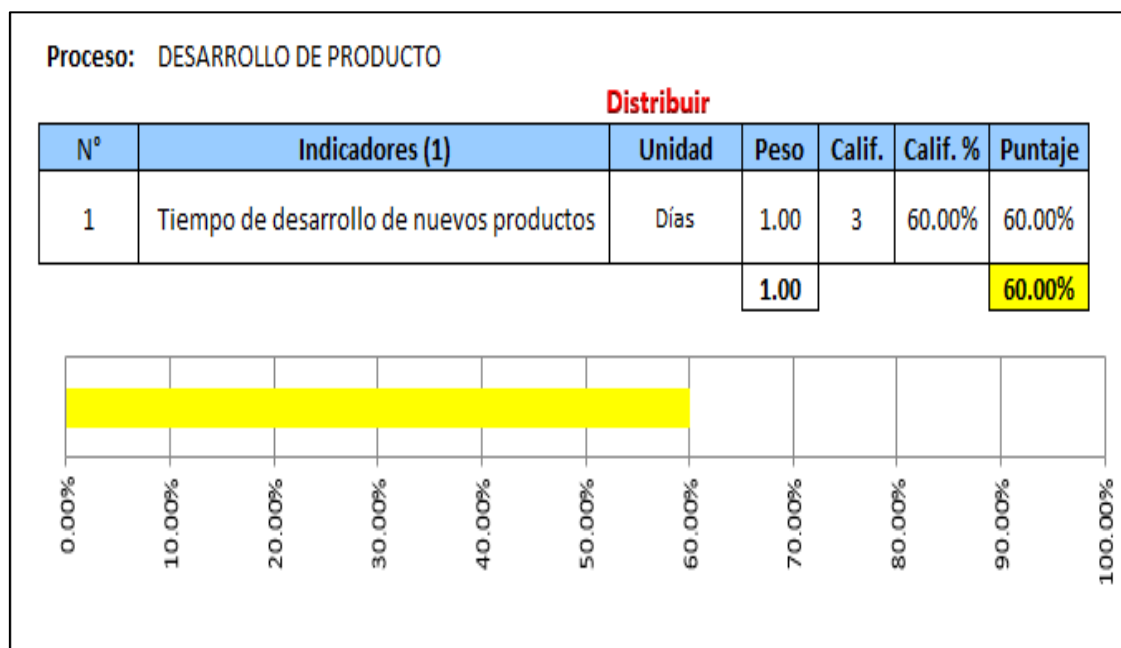 Proceso: DESARROLLO DE PRODUCTO
Distribuir
N° Indicadores (1) Unidad Peso Calif. Calif. % Puntaje
1 Tiempo de desarrollo de nuevos productos Días 1.00 3 60.00% 60.00%
1.00 60.00%
0.00% 10.00% 20.00% 30.00% 40.00% 50.00% 60.00% 70.00% 80.00% 90.00% 100.00%